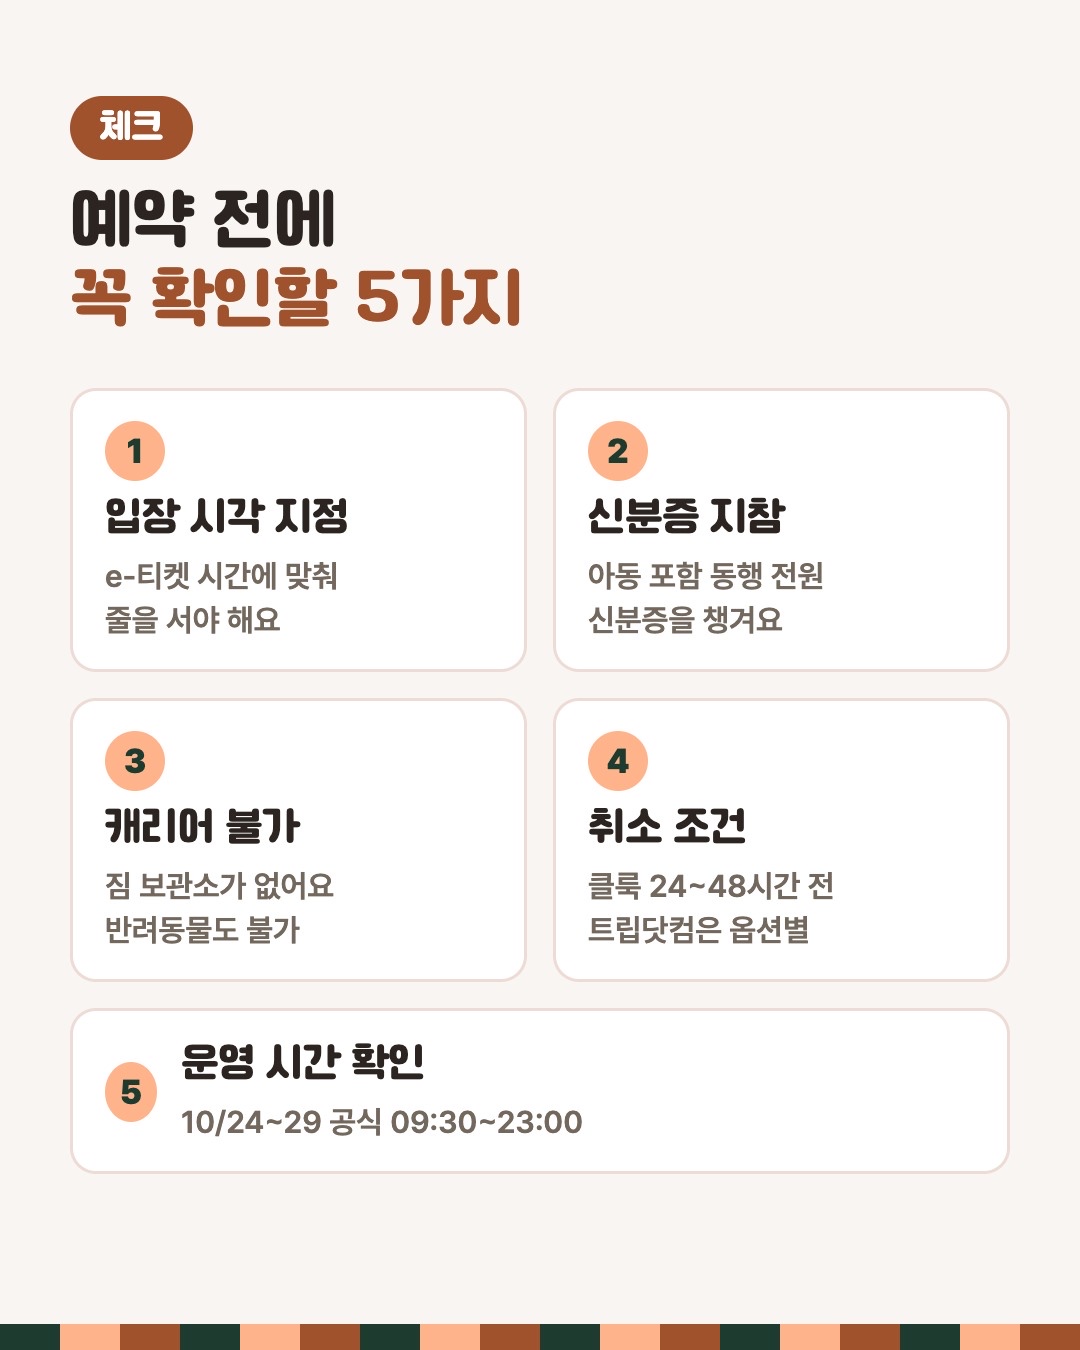 체크
예약 전에
꼭 확인할 5가지
1
입장 시각 지정
e-티켓 시간에 맞춰
줄을 서야 해요
2
신분증 지참
아동 포함 동행 전원
신분증을 챙겨요
3
캐리어 불가
짐 보관소가 없어요
반려동물도 불가
4
취소 조건
클룩 24~48시간 전
트립닷컴은 옵션별
5
운영 시간 확인
10/24~29 공식 09:30~23:00